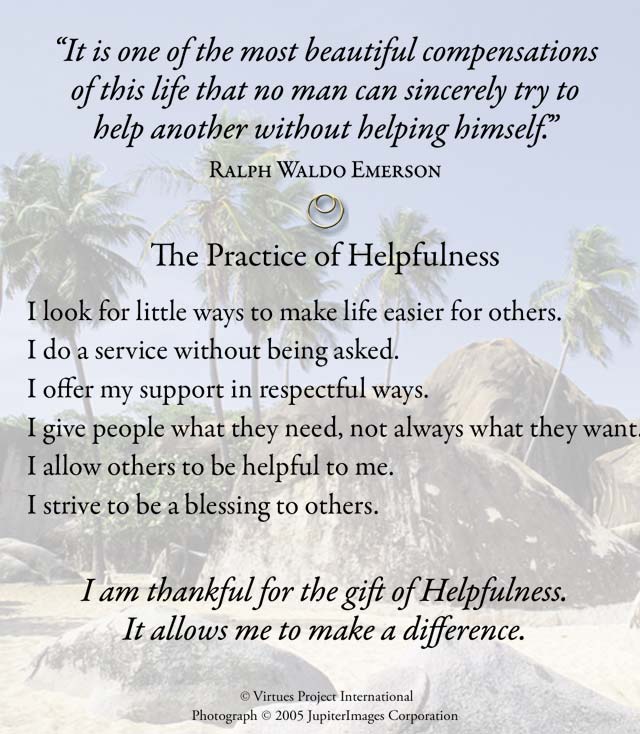 “It is one of the most beautiful compensations
of this life that no man can sincerely try to
help another without helping himself.”
Ralph Waldo Emerson
The Practice of Helpfulness
I look for little ways to make life easier for others.
I do a service without being asked.
I offer my support in respectful ways.
I give people what they need, not always what they want.
I allow others to be helpful to me.
I strive to be a blessing to others.
I am thankful for the gift of Helpfulness.
It allows me to make a difference.
© Virtues Project International
Photograph © 2005 JupiterImages Corporation